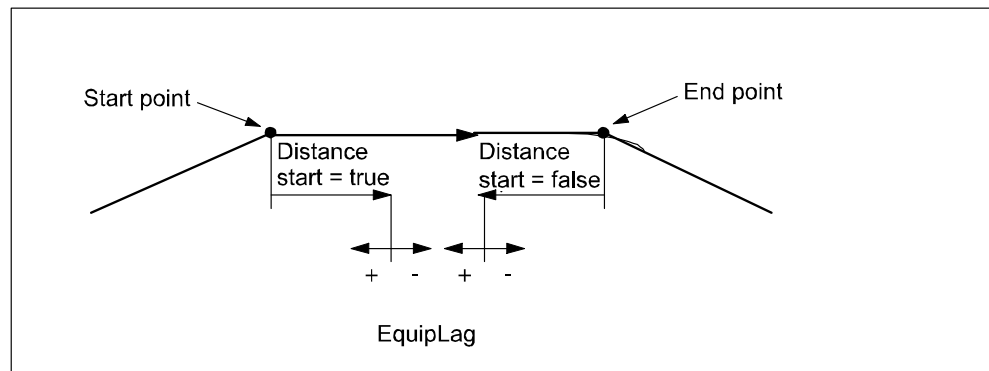 Start point
End point
Distance
start = true
Distance
start = false
+ - + -
EquipLag